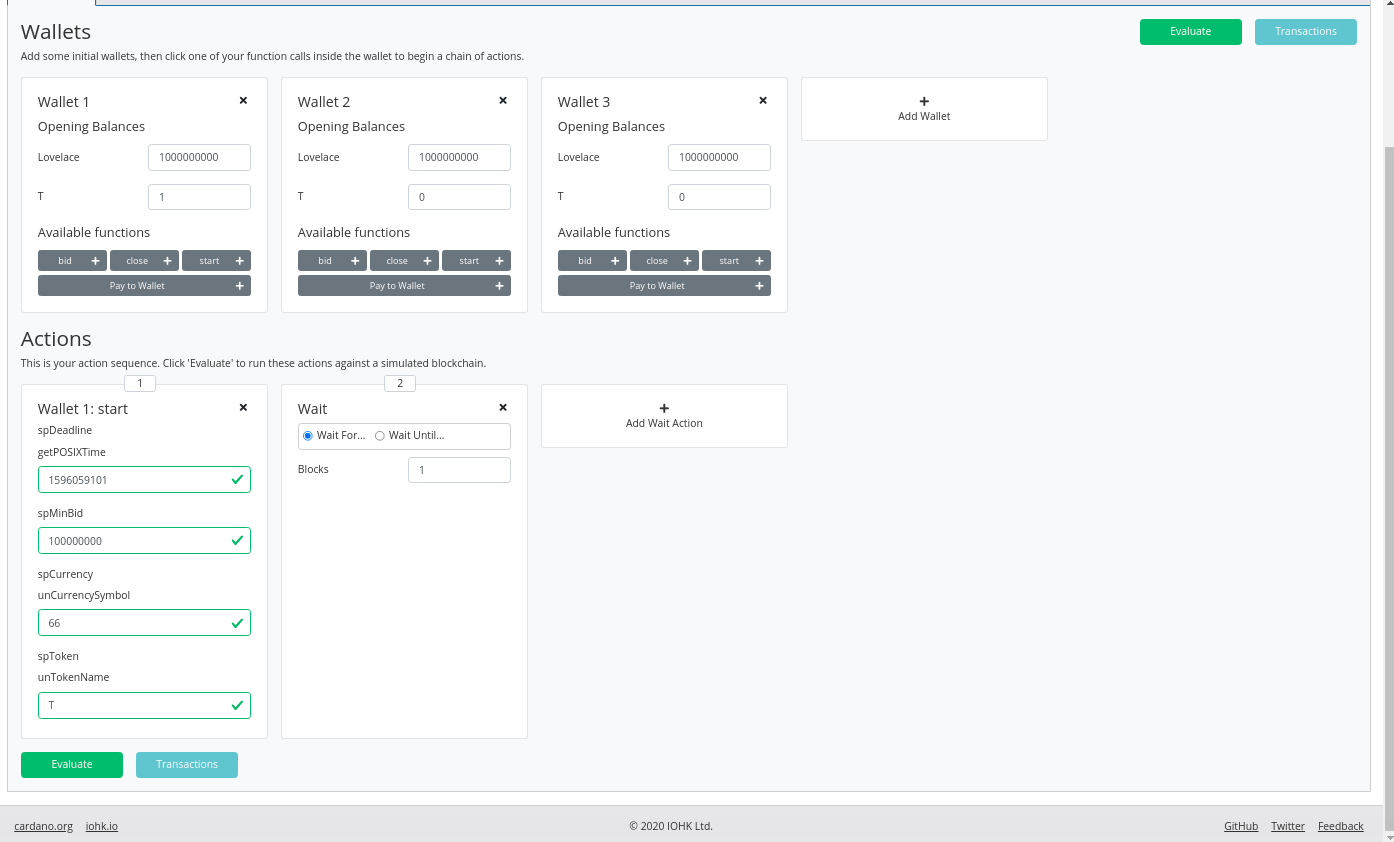 Wallets
Evaluate Transactions
Add some initial wallets, then click one of your function calls inside the wallet to begin a chain of actions.
Wallet 1
Opening Balances
Lovelace 1000000000
T 1
Available functions
bid close start
Pay to Wallet
Wallet 2
Opening Balances
Lovelace 1000000000
T 0
Available functions
bid close start
Pay to Wallet
Wallet 3
Opening Balances
Lovelace 1000000000
T 0
Available functions
bid close start
Pay to Wallet
Add Wallet
Actions
This is your action sequence. Click 'Evaluate' to run these actions against a simulated blockchain.
1
Wallet 1: start
spDeadline
getPOSIXTime
1596059101
spMinBid
100000000
spCurrency
unCurrencySymbol
66
spToken
unTokenName
T
2
Wait
Wait For... Wait Until...
Blocks 1
Add Wait Action
Evaluate Transactions
cardano.org iohk.io © 2020 IOHK Ltd. GitHub Twitter Feedback